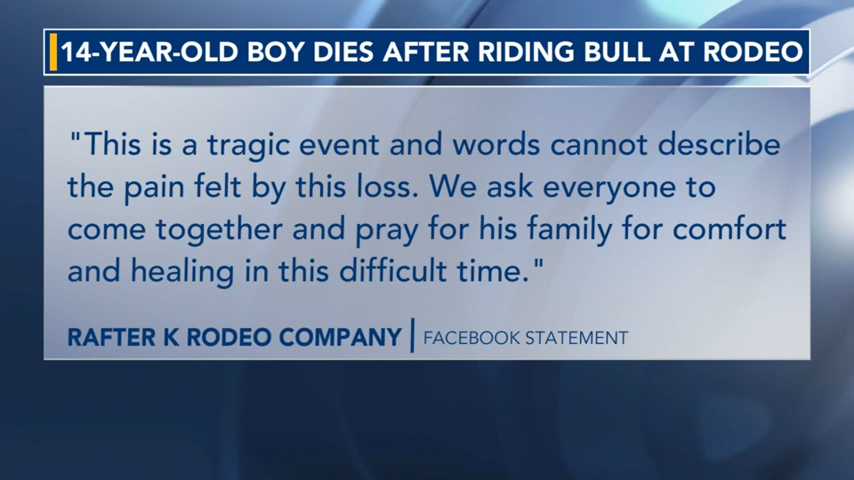 14-YEAR-OLD BOY DIES AFTER RIDING BULL AT RODEO
"This is a tragic event and words cannot describe
the pain felt by this loss. We ask everyone to
come together and pray for his family for comfort
and healing in this difficult time."
RAFTER K RODEO COMPANY | FACEBOOK STATEMENT